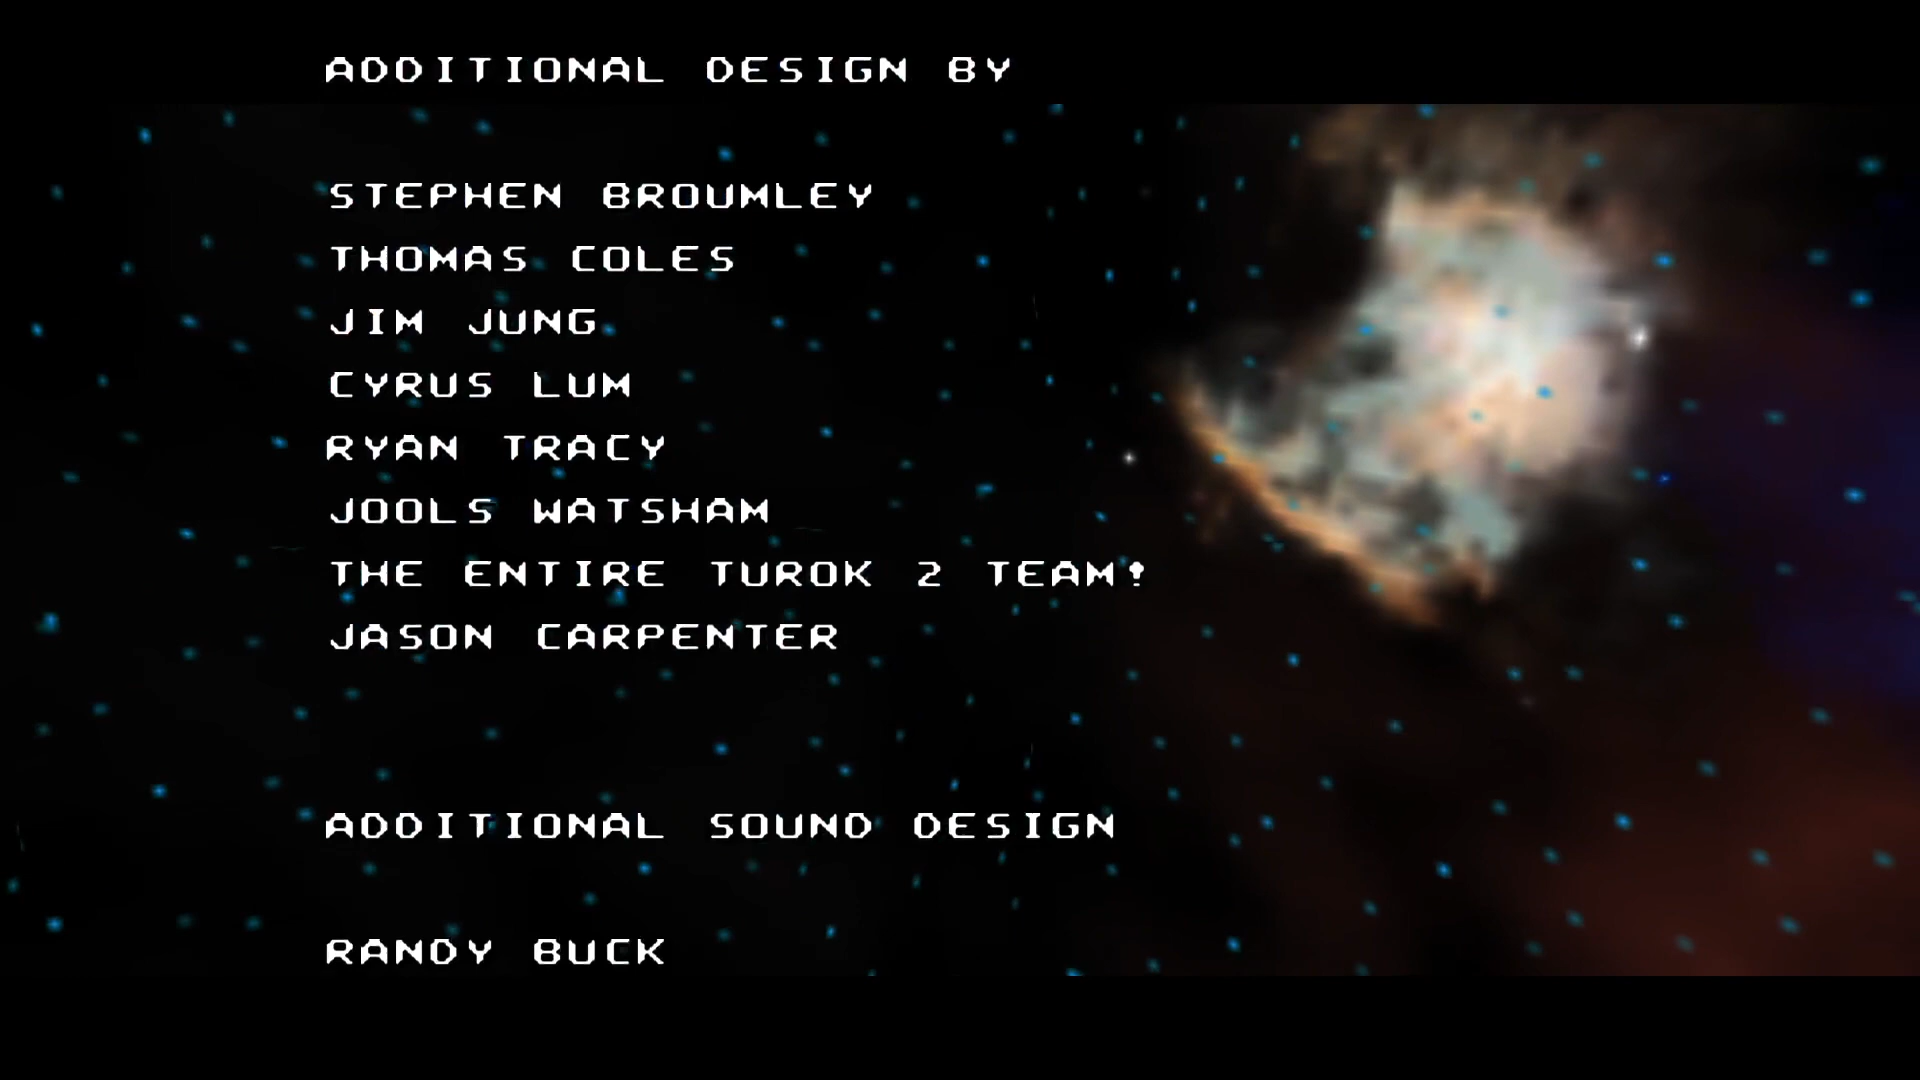 ADDITIONAL DESIGN BY
STEPHEN BROUMLEY
THOMAS COLES
JIM JUNG
CYRUS LUM
RYAN TRACY
JOOLS WATSHAM
THE ENTIRE TUROK 2 TEAM!
JASON CARPENTER
ADDITIONAL SOUND DESIGN
RANDY BUCK